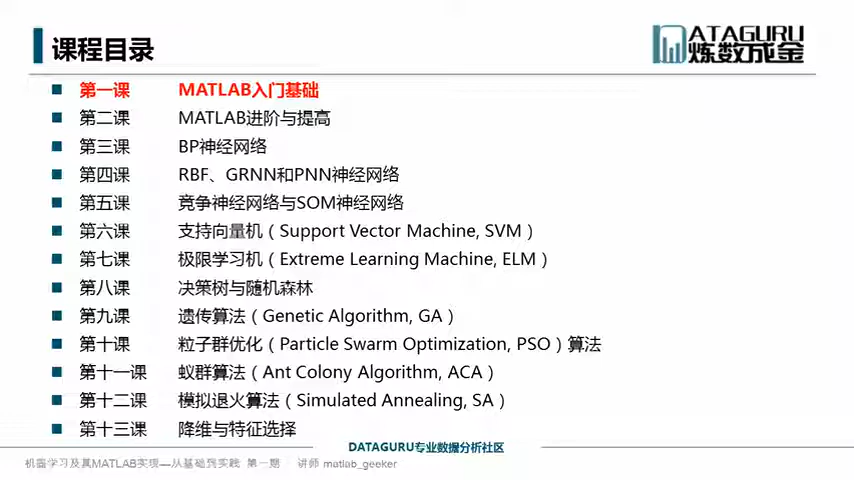 课程目录
ATAGURU
炼数成金
第一课 MATLAB入门基础
第二课 MATLAB进阶与提高
第三课 BP神经网络
第四课 RBF、GRNN和PNN神经网络
第五课 竞争神经网络与SOM神经网络
第六课 支持向量机（Support Vector Machine, SVM）
第七课 极限学习机（Extreme Learning Machine, ELM）
第八课 决策树与随机森林
第九课 遗传算法（Genetic Algorithm, GA）
第十课 粒子群优化（Particle Swarm Optimization, PSO）算法
第十一课 蚁群算法（Ant Colony Algorithm, ACA）
第十二课 模拟退火算法（Simulated Annealing, SA）
第十三课 降维与特征选择
DATAGURU专业数据分析社区
机器学习及其MATLAB实现—从基础到实践 第一期 讲师 matlab_geeker